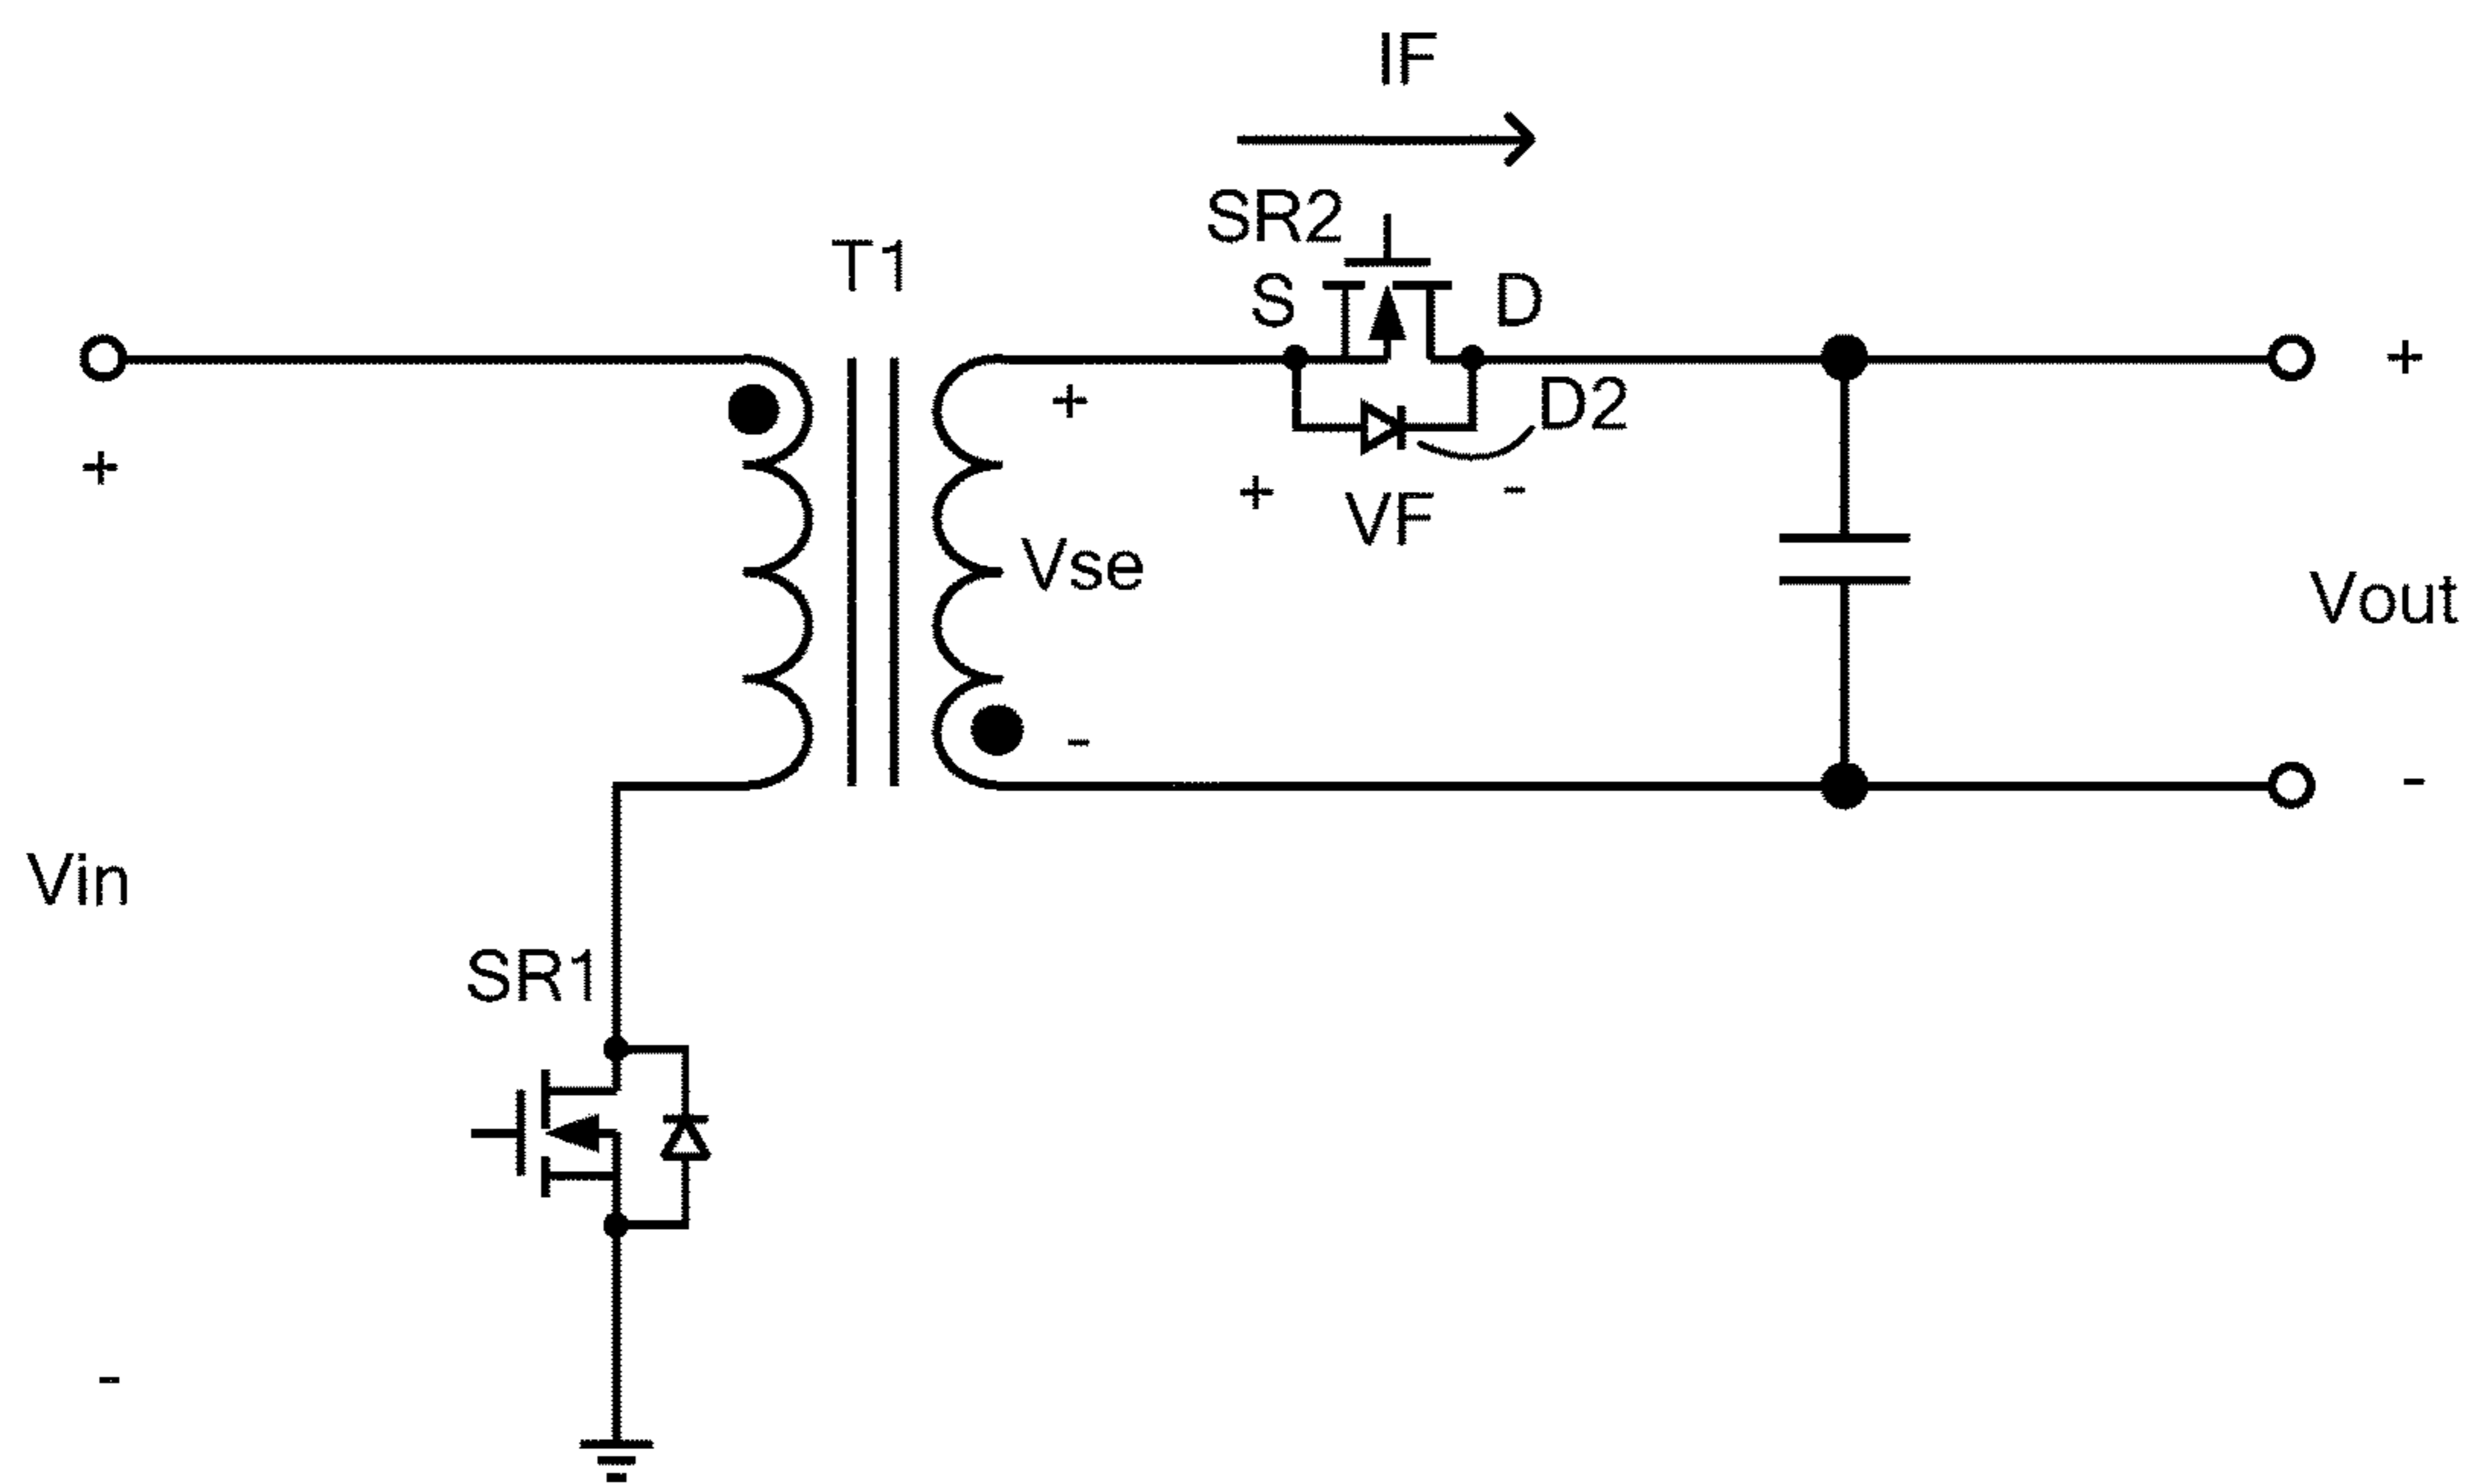 IF
SR2
T1
S D
+
+
D2
+
+ -
VF
Vse
Vout
-
-
Vin
SR1
-